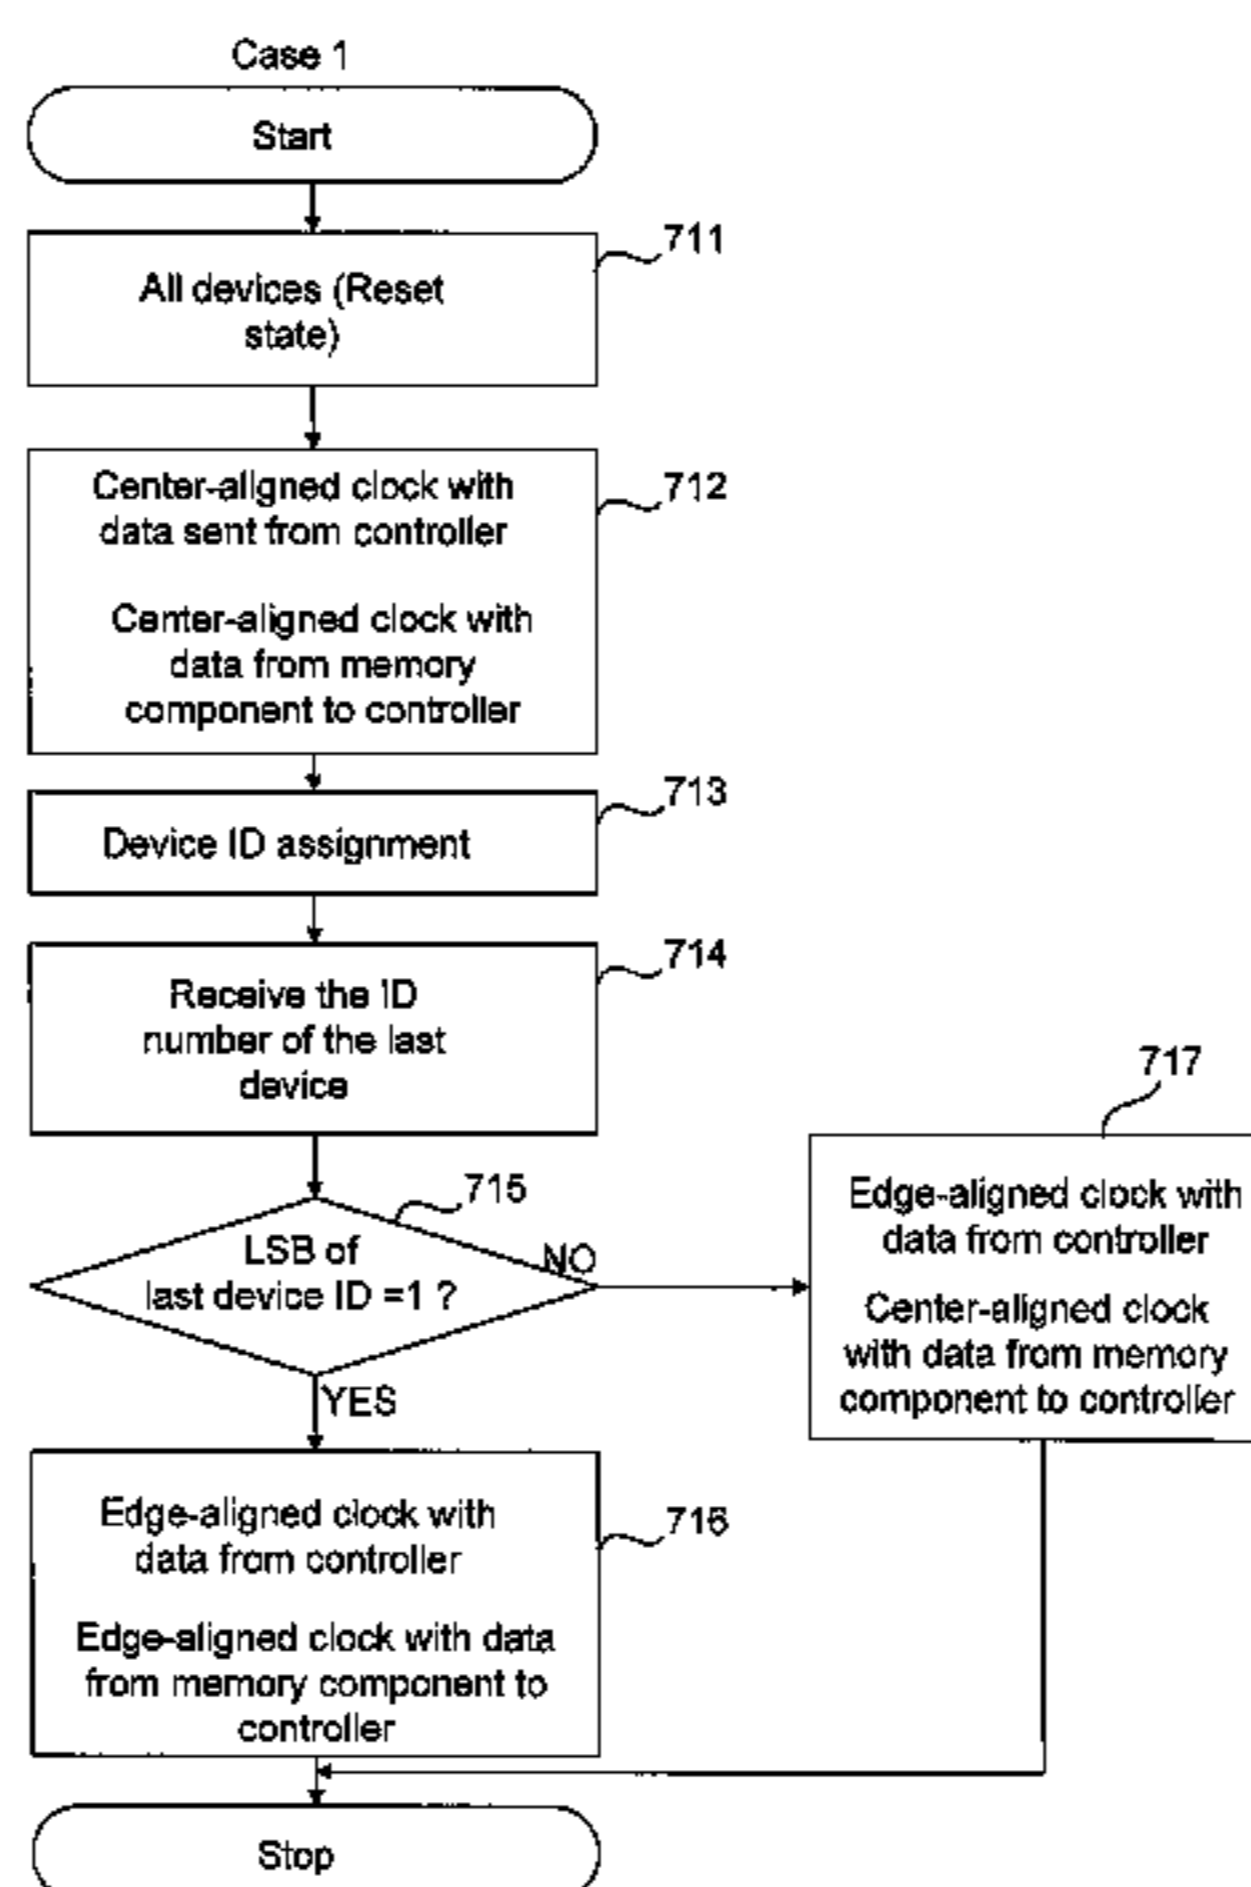 Case 1
Start
711
All devices (Reset
state)
712
Center-aligned clock with
data sent from controller
Center-aligned clock with
data from memory
component to controller
713
Device ID assignment
714
Receive the ID
number of the last
device
715
LSB of
last device ID =1 ?
NO
YES
717
Edge-aligned clock with
data from controller
Center-aligned clock
with data from memory
component to controller
716
Edge-aligned clock with
data from controller
Edge-aligned clock with data
from memory component to
controller
Stop